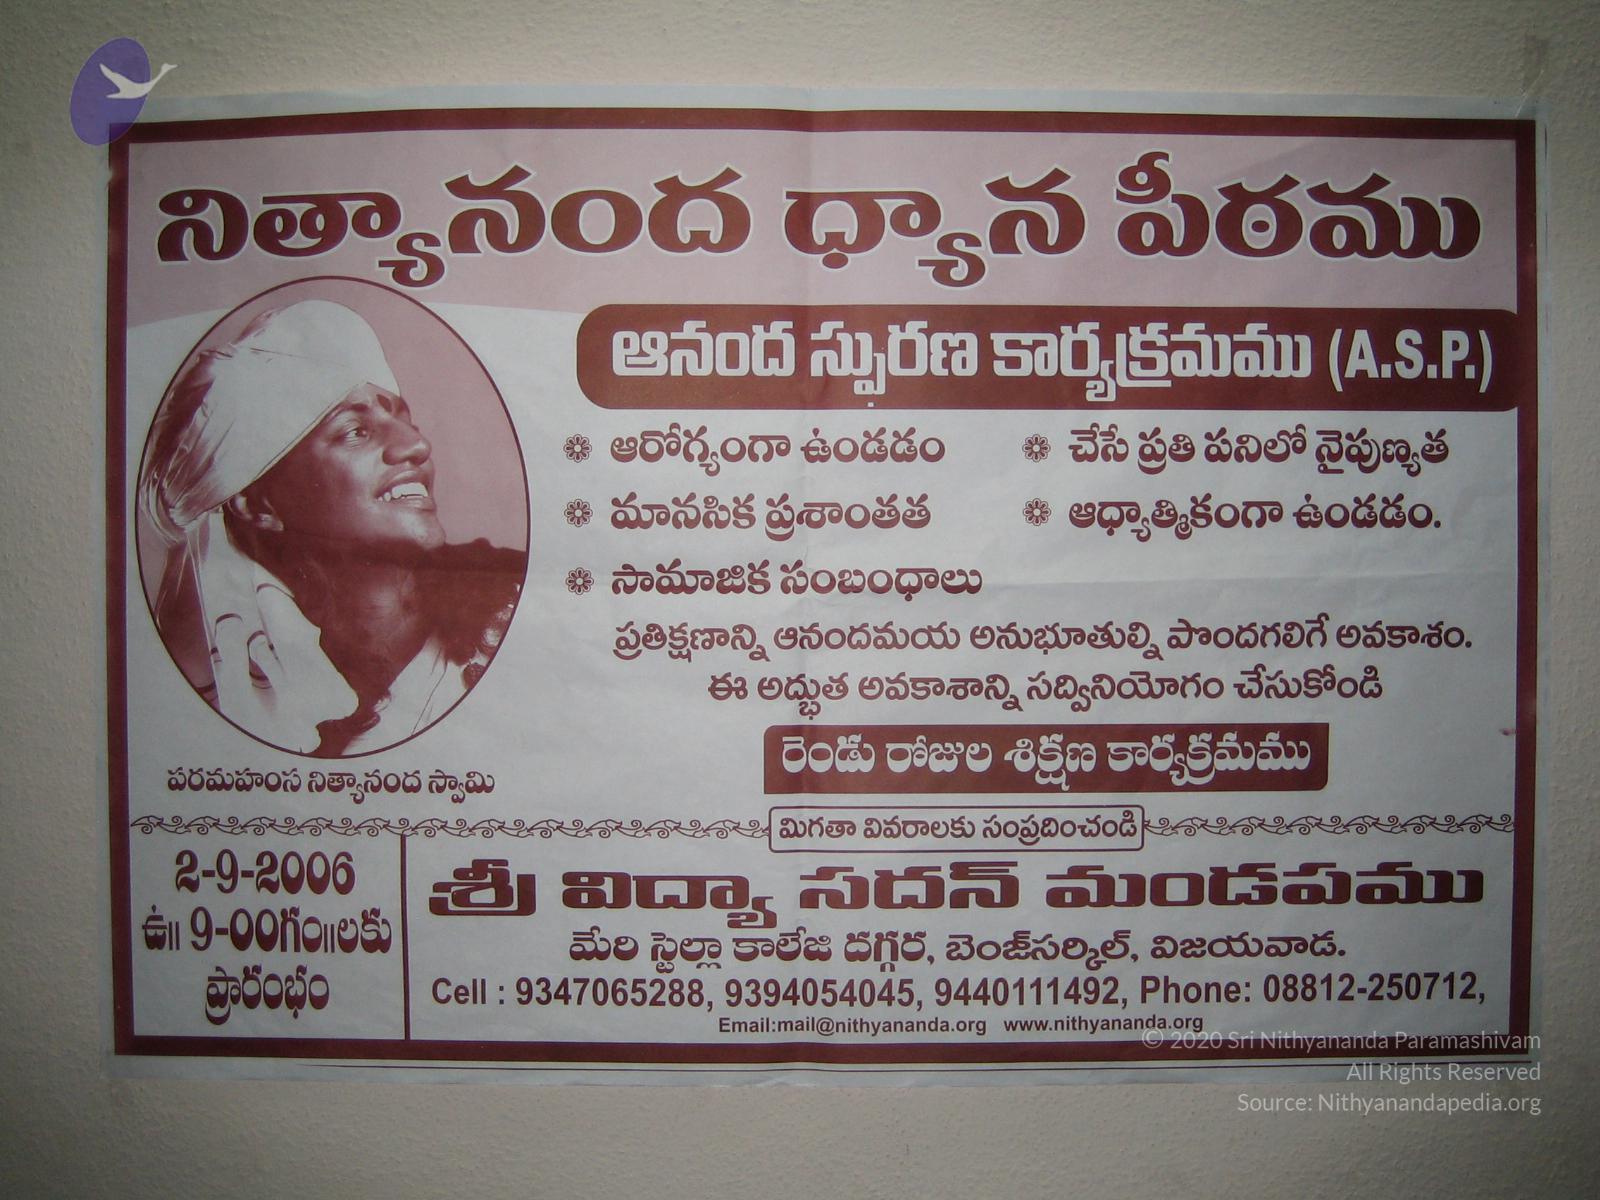 నిత్యానంద ధ్యాన పీఠము
ఆనంద స్పురణ కార్యక్రమము (A.S.P.)
❁ ఆరోగ్యంగా ఉండడం
❁ మానసిక ప్రశాంతత
❁ సామాజిక సంబంధాలు
❁ చేసే ప్రతి పనిలో నైపుణ్యత
❁ ఆధ్యాత్మికంగా ఉండడం.
ప్రతిక్షణాన్ని ఆనందమయ అనుభూతుల్ని పొందగలిగే అవకాశం.
ఈ అద్భుత అవకాశాన్ని సద్వినియోగం చేసుకోండి
రెండు రోజుల శిక్షణ కార్యక్రమము
పరమహంస నిత్యానంద స్వామి
మిగతా వివరాలకు సంప్రదించండి
2-9-2006
ఉ॥ 9-00గం॥లకు
ప్రారంభం
శ్రీ విద్యా సదన్ మండపము
మేరి స్టెల్లా కాలేజి దగ్గర, బెంజ్‌సర్కిల్, విజయవాడ.
Cell : 9347065288, 9394054045, 9440111492, Phone: 08812-250712,
Email:mail@nithyananda.org www.nithyananda.org
© 2020 Sri Nithyananda Paramashivam
All Rights Reserved
Source: Nithyanandapedia.org